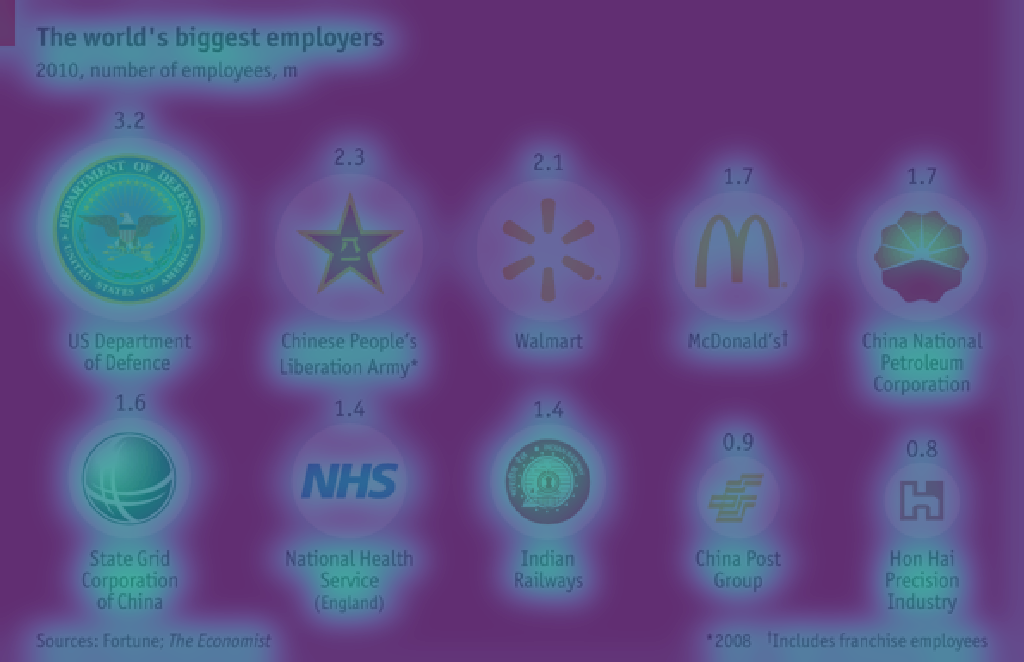 The world's biggest employers
2010, number of employees, m
3.2
2.3
2.1
1.7
1.7
DEPARTMENT OF DEFENSE
UNITED STATES OF AMERICA
US Department
of Defence
Chinese People's
Liberation Army*
Walmart
McDonald's†
China National
Petroleum
Corporation
1.6
1.4
1.4
0.9
0.8
NHS
State Grid
Corporation
of China
National Health
Service
(England)
Indian
Railways
China Post
Group
Hon Hai
Precision
Industry
Sources: Fortune; The Economist
*2008 †Includes franchise employees